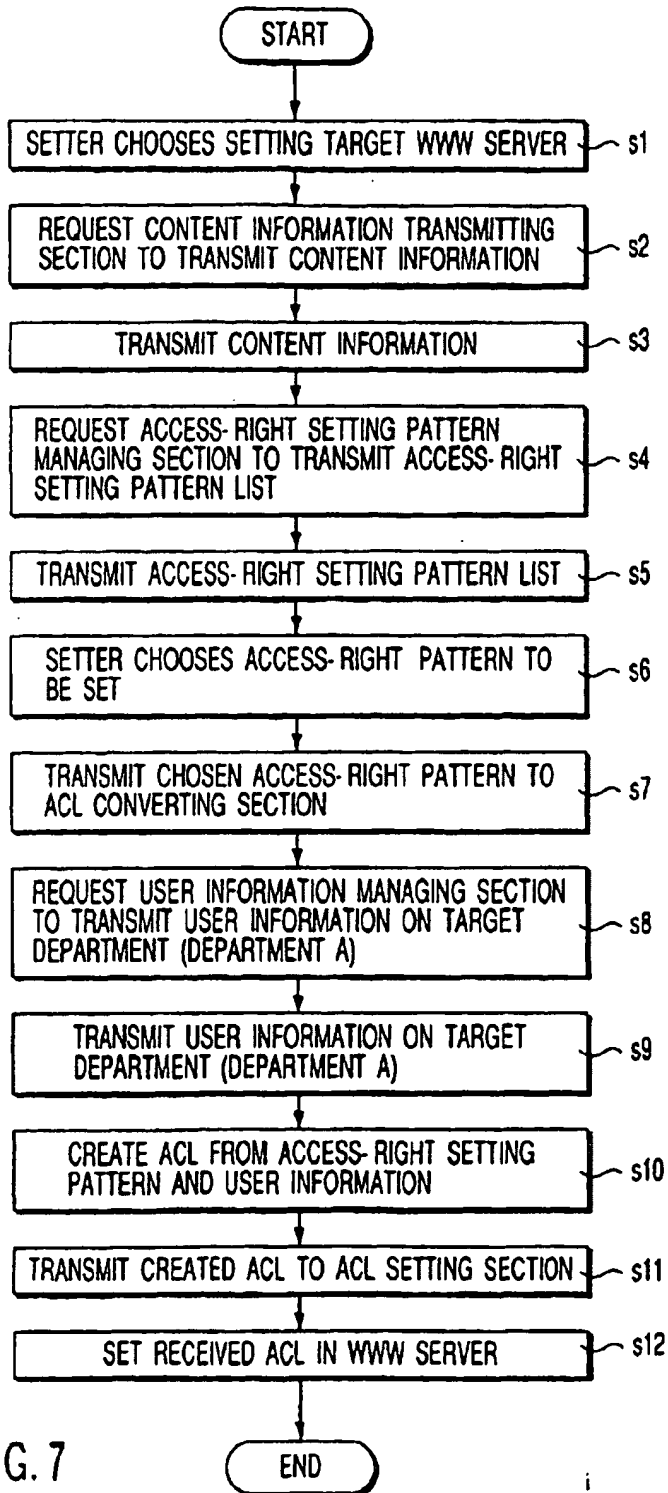 START
SETTER CHOOSES SETTING TARGET WWW SERVER s1
REQUEST CONTENT INFORMATION TRANSMITTING
SECTION TO TRANSMIT CONTENT INFORMATION s2
TRANSMIT CONTENT INFORMATION s3
REQUEST ACCESS-RIGHT SETTING PATTERN
MANAGING SECTION TO TRANSMIT ACCESS-RIGHT s4
SETTING PATTERN LIST
TRANSMIT ACCESS-RIGHT SETTING PATTERN LIST s5
SETTER CHOOSES ACCESS-RIGHT PATTERN TO s6
BE SET
TRANSMIT CHOSEN ACCESS-RIGHT PATTERN TO s7
ACL CONVERTING SECTION
REQUEST USER INFORMATION MANAGING SECTION
TO TRANSMIT USER INFORMATION ON TARGET s8
DEPARTMENT (DEPARTMENT A)
TRANSMIT USER INFORMATION ON TARGET s9
DEPARTMENT (DEPARTMENT A)
CREATE ACL FROM ACCESS-RIGHT SETTING
PATTERN AND USER INFORMATION s10
TRANSMIT CREATED ACL TO ACL SETTING SECTION s11
SET RECEIVED ACL IN WWW SERVER s12
G. 7
END
i